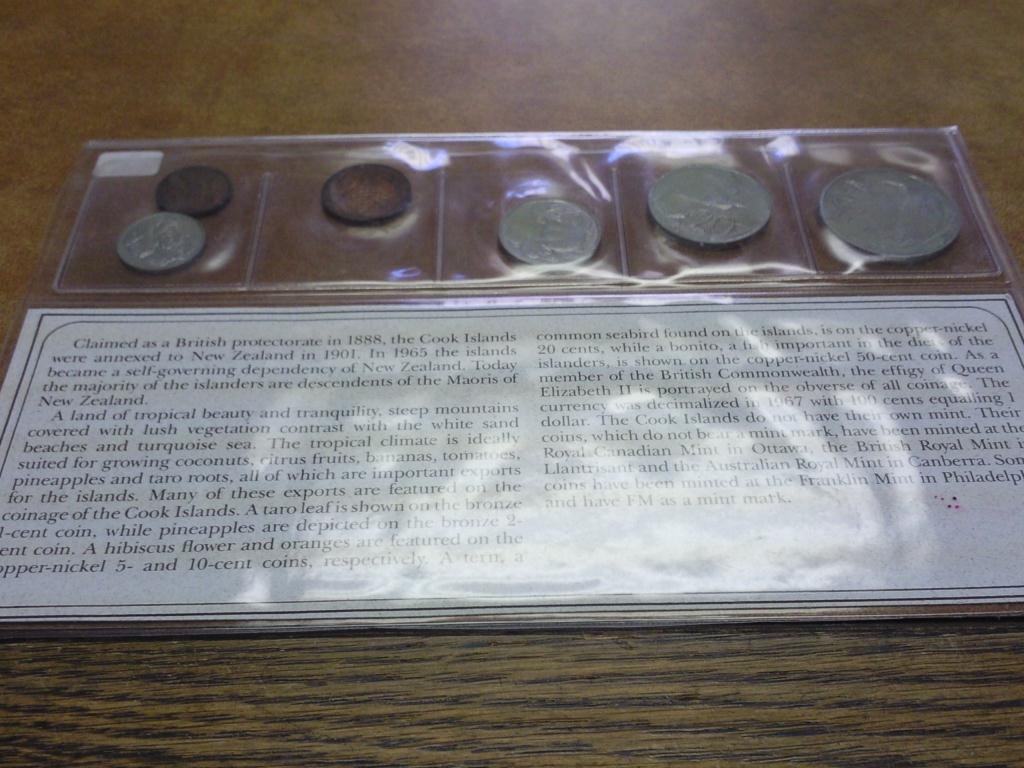 Claimed as a British protectorate in 1888, the Cook Islands
were annexed to New Zealand in 1901. In 1965 the islands
became a self-governing dependency of New Zealand. Today
the majority of the islanders are descendents of the Maoris of
New Zealand.
A land of tropical beauty and tranquility, steep mountains
covered with lush vegetation contrast with the white sand
beaches and turquoise sea. The tropical climate is ideally
suited for growing coconuts, citrus fruits, bananas, tomatoes,
pineapples and taro roots, all of which are important exports
for the islands. Many of these exports are featured on the
coinage of the Cook Islands. A taro leaf is shown on the bronze
1-cent coin, while pineapples are depicted on the bronze 2-
ent coin. A hibiscus flower and oranges are featured on the
opper-nickel 5- and 10-cent coins, respectively. A tern, a
common seabird found on the islands, is on the copper-nickel
20 cents, while a bonito, a fish important in the diets of the
islanders, is shown on the copper-nickel 50-cent coin. As a
member of the British Commonwealth, the effigy of Queen
Elizabeth II is portrayed on the obverse of all coinage. The
currency was decimalized in 1967 with 100 cents equalling 1
dollar. The Cook Islands do not have their own mint. Their
coins, which do not bear a mint mark, have been minted at the
Royal Canadian Mint in Ottawa, the British Royal Mint i
Llantrisant and the Australian Royal Mint in Canberra. Som
coins have been minted at the Franklin Mint in Philadelph
and have FM as a mint mark.